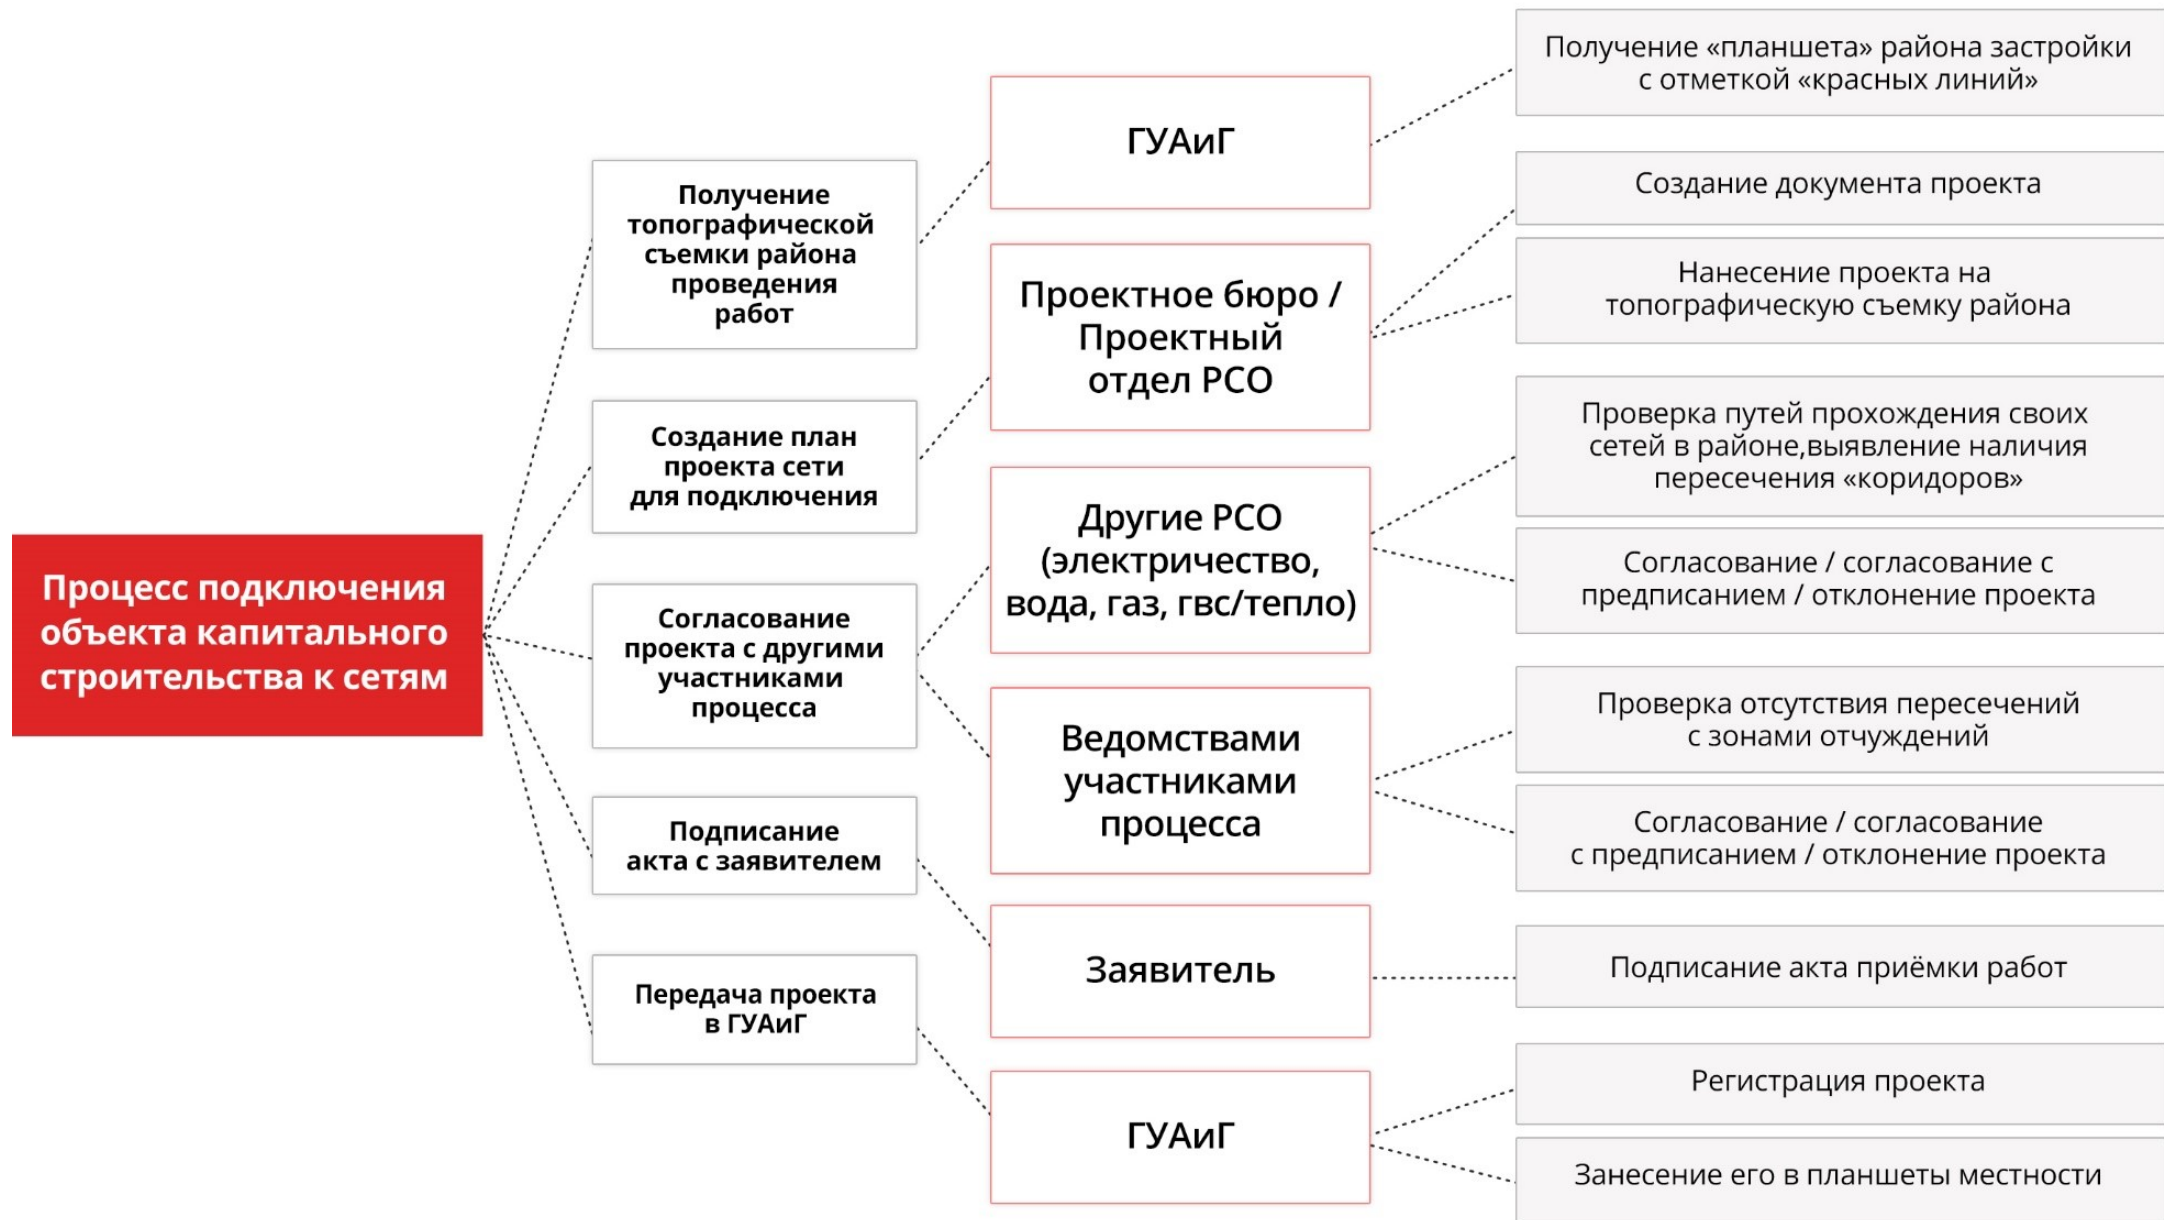 Процесс подключения
объекта капитального
строительства к сетям
Получение
топографической
съемки района
проведения
работ
Создание план
проекта сети
для подключения
Согласование
проекта с другими
участниками
процесса
Подписание
акта с заявителем
Передача проекта
в ГУАиГ
ГУАиГ
Проектное бюро /
Проектный
отдел РСО
Другие РСО
(электричество,
вода, газ, гвс/тепло)
Ведомствами
участниками
процесса
Заявитель
ГУАиГ
Получение «планшета» района застройки
с отметкой «красных линий»
Создание документа проекта
Нанесение проекта на
топографическую съемку района
Проверка путей прохождения своих
сетей в районе,выявление наличия
пересечения «коридоров»
Согласование / согласование с
предписанием / отклонение проекта
Проверка отсутствия пересечений
с зонами отчуждений
Согласование / согласование
с предписанием / отклонение проекта
Подписание акта приёмки работ
Регистрация проекта
Занесение его в планшеты местности